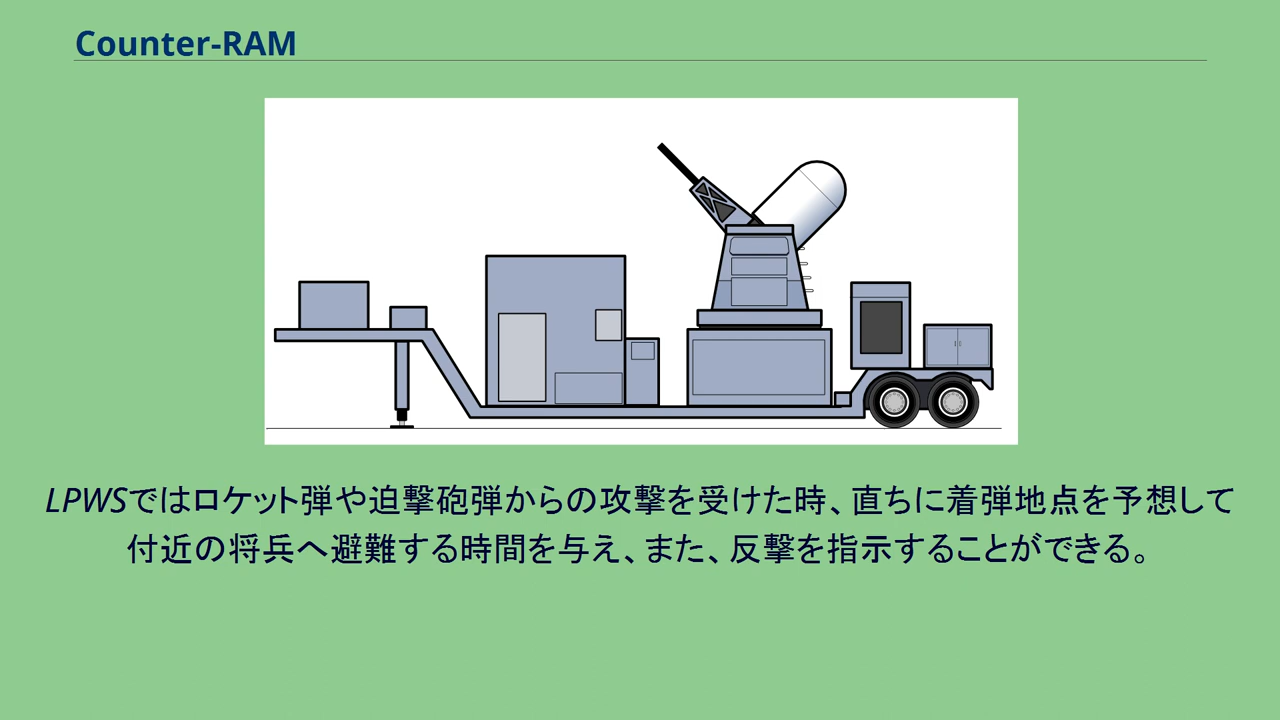 Counter-RAM
LPWSではロケット弾や迫撃砲弾からの攻撃を受けた時、直ちに着弾地点を予想して
付近の将兵へ避難する時間を与え、また、反撃を指示することができる。